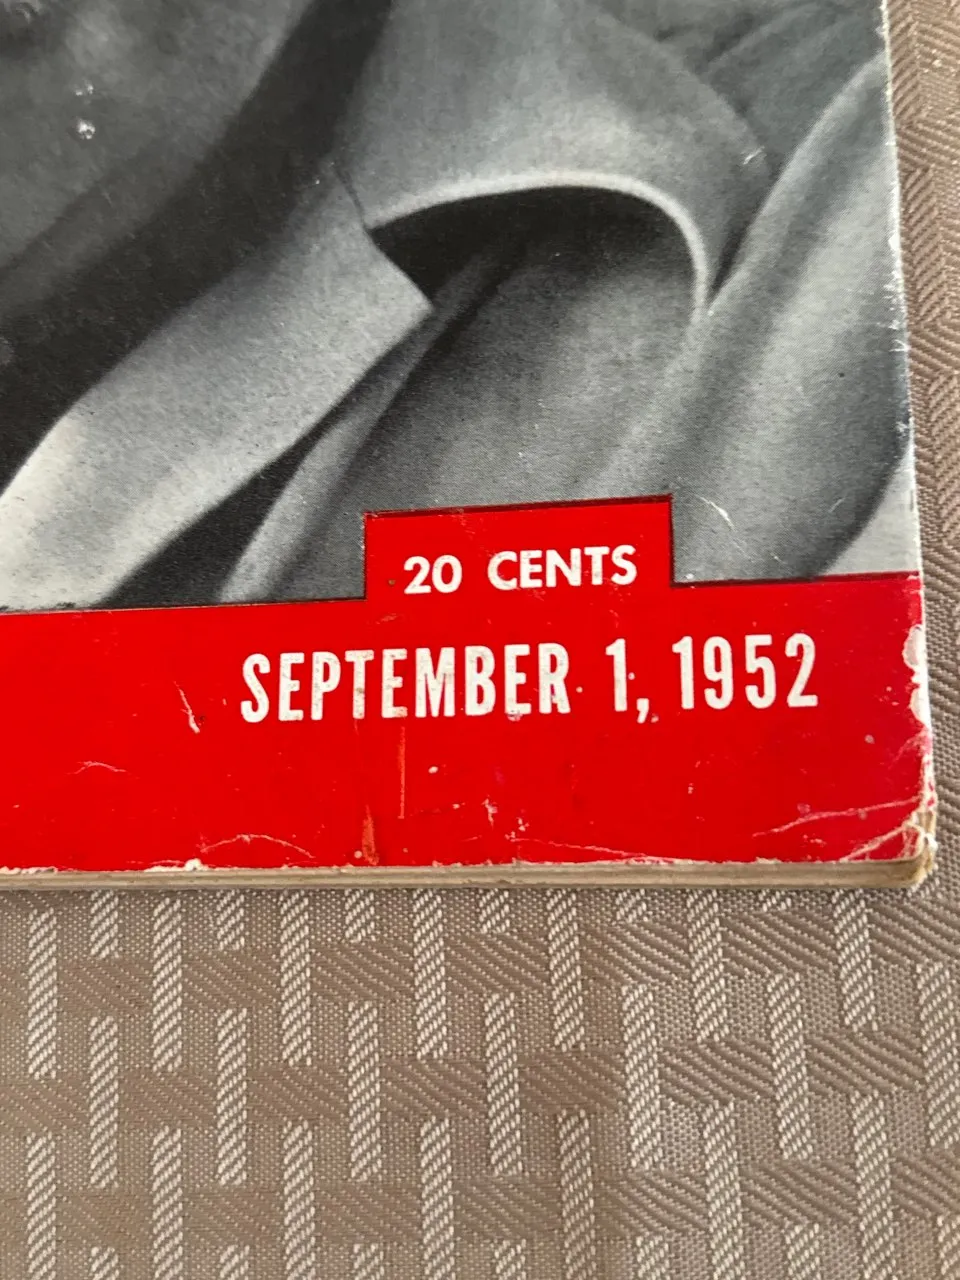 20 CENTS
SEPTEMBER 1, 1952